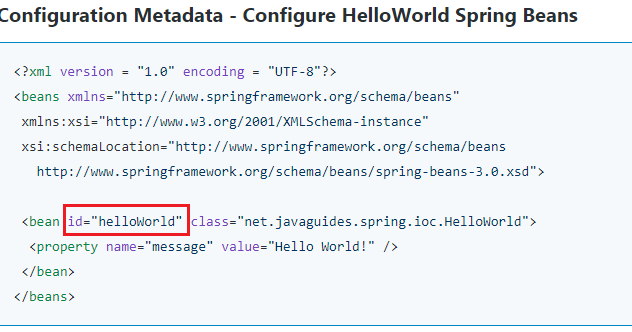 Configuration Metadata - Configure HelloWorld Spring Beans
<?xml version = "1.0" encoding = "UTF-8"?>
<beans xmlns="http://www.springframework.org/schema/beans"
xmlns:xsi="http://www.w3.org/2001/XMLSchema-instance"
xsi:schemaLocation="http://www.springframework.org/schema/beans
http://www.springframework.org/schema/beans/spring-beans-3.0.xsd">
<bean id="helloWorld" class="net.javaguides.spring.ioc.HelloWorld">
<property name="message" value="Hello World!" />
</bean>
</beans>